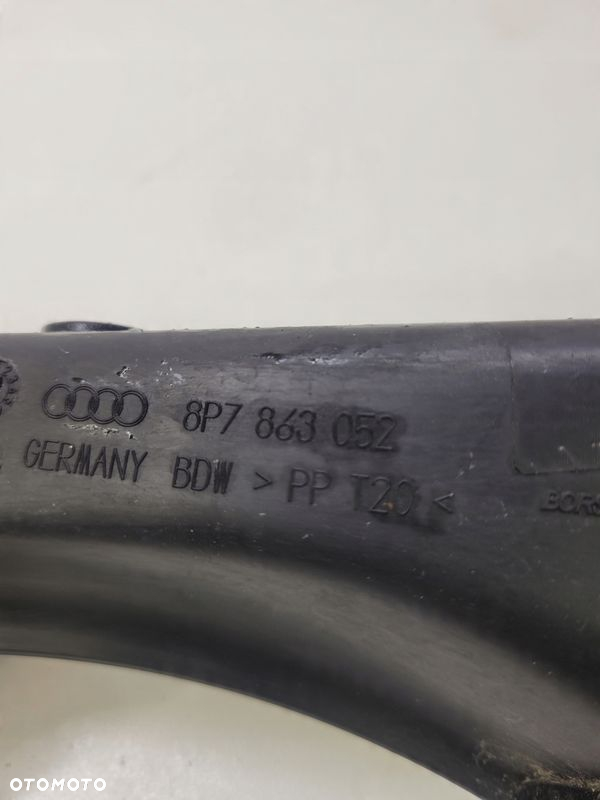 8P7 863 052
GERMANY BDW > PP T20 <
OTOMOTO